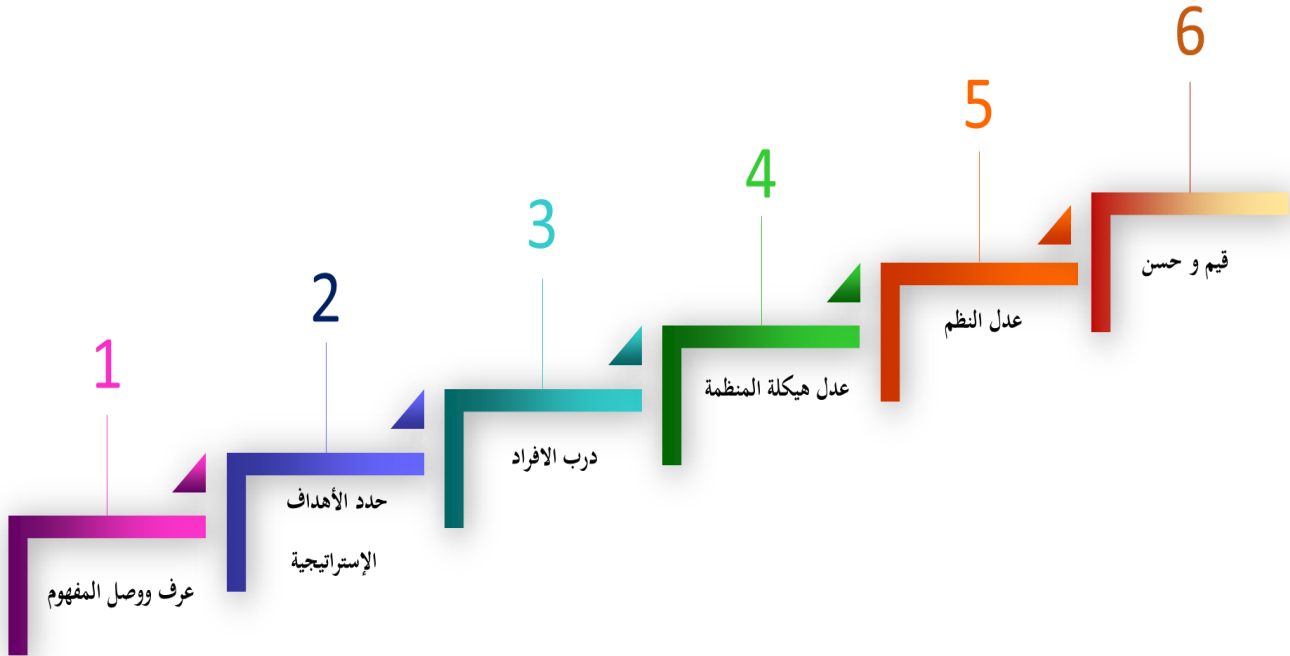 1
عرف ووصل المفهوم
2
حدد الأهداف
الإستراتيجية
3
درب الافراد
4
عدل هيكلة المنظمة
5
عدل النظم
6
قيم و حسن